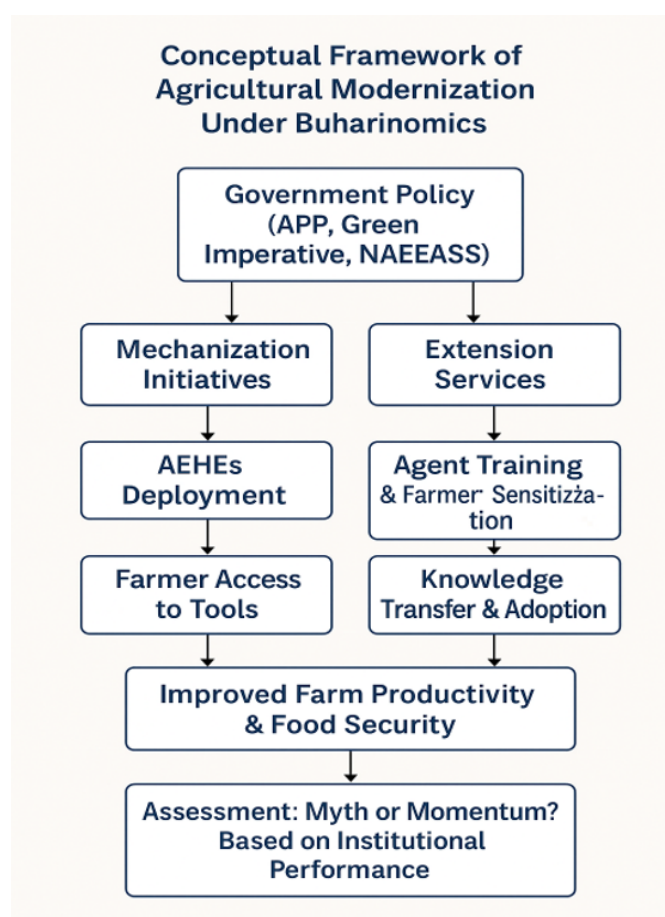 Conceptual Framework of
Agricultural Modernization
Under Buharinomics
Government Policy
(APP, Green
Imperative, NAEEASS)
Mechanization
Initiatives
Extension
Services
AEHEs
Deployment
Agent Training
& Farmer Sensitizża-
tion
Farmer Access
to Tools
Knowledge
Transfer & Adoption
Improved Farm Productivity
& Food Security
Assessment: Myth or Momentum?
Based on Institutional
Performance